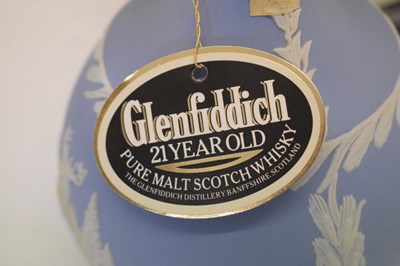 Glenfiddich
21 YEAR OLD
PURE MALT SCOTCH WHISKY
THE GLENFIDDICH DISTILLERY BANFFSHIRE SCOTLAND